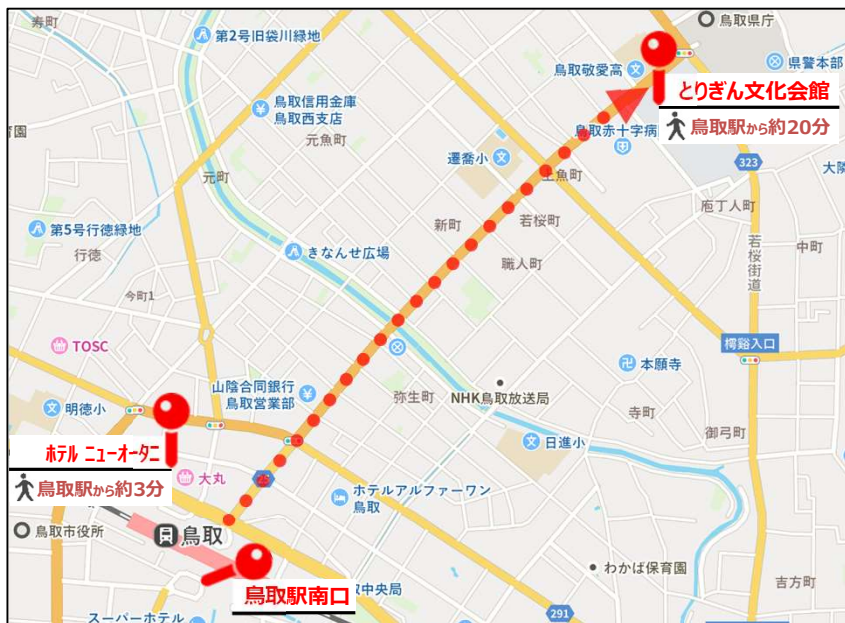 寿町
第2号旧袋川緑地
鳥取県庁
鳥取敬愛高
県警本部
とりぎん文化会館
鳥取駅から約20分
鳥取信用金庫
鳥取西支店
育園
元魚町
鳥取赤十字病
遷喬小
上魚町
323
大隣
元町
庖丁人町
第5号行徳緑地
行徳
新町
若桜町
若桜街道
中町
きなんせ広場
職人町
今町1
TOSC
樗谿入口
本願寺
山陰合同銀行
鳥取営業部
弥生町
NHK鳥取放送局
明徳小
寺町
御弓町
日進小
ホテル ニューオータニ
鳥取駅から約3分
大丸
ホテルアルファーワン
鳥取
鳥取市役所
鳥取
わかば保育園
吉方町
鳥取駅南口
取中央局
スーパーホテル
291